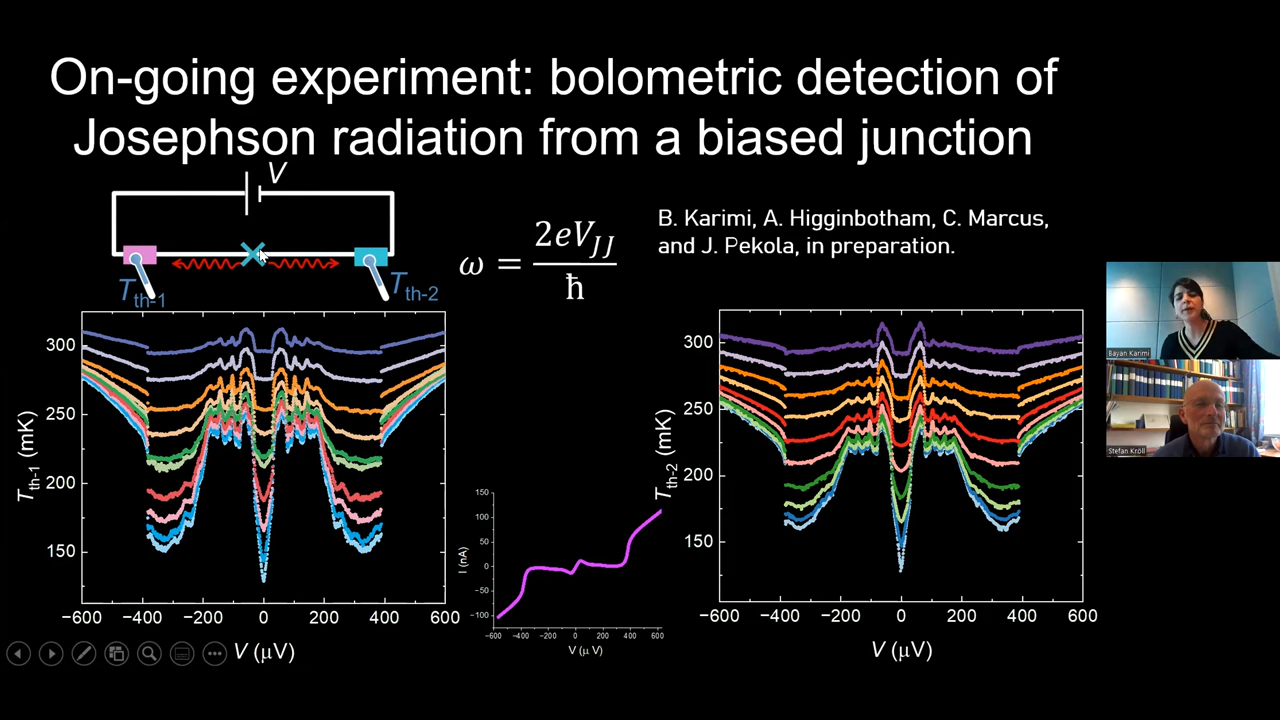 On-going experiment: bolometric detection of
Josephson radiation from a biased junction
V
T_th-1
T_th-2
ω = 2eV_JJ / ħ
B. Karimi, A. Higginbotham, C. Marcus,
and J. Pekola, in preparation.
Bayan Karimi
Stefan Kröll
T_th-1 (mK)
300
250
200
150
−600 −400 −200 0 200 400 600
V (μV)
I (nA)
150
100
50
0
−50
−100
−600 −400 −200 0 200 400 600
V (μ V)
T_th-2 (mK)
300
250
200
150
−600 −400 −200 0 200 400 600
V (μV)